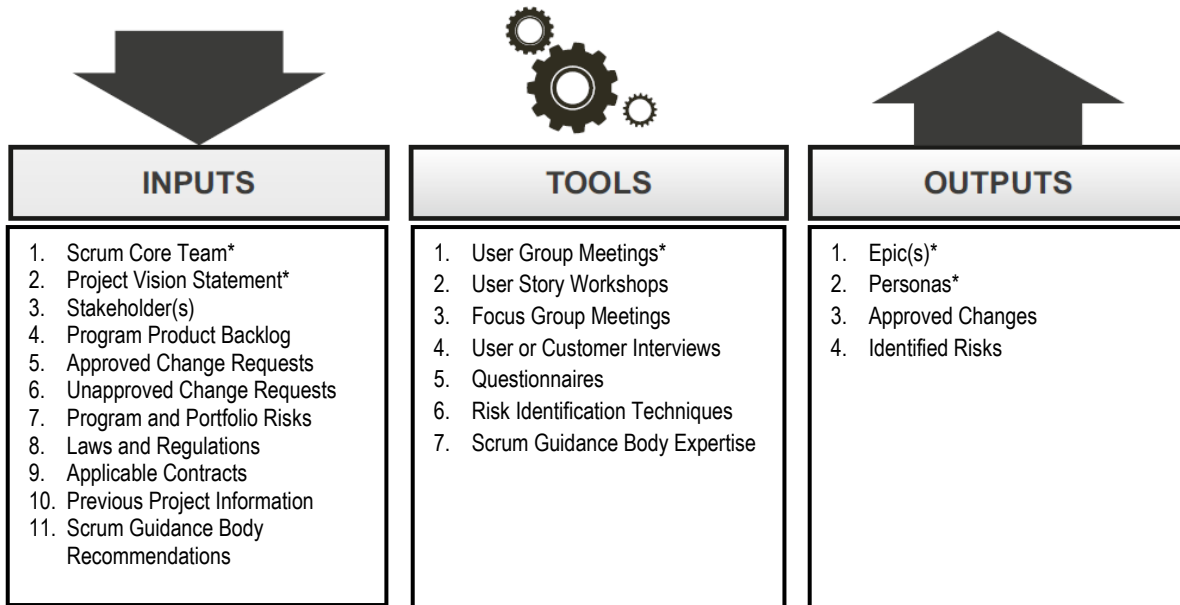 INPUTS
1. Scrum Core Team*
2. Project Vision Statement*
3. Stakeholder(s)
4. Program Product Backlog
5. Approved Change Requests
6. Unapproved Change Requests
7. Program and Portfolio Risks
8. Laws and Regulations
9. Applicable Contracts
10. Previous Project Information
11. Scrum Guidance Body
Recommendations
TOOLS
1. User Group Meetings*
2. User Story Workshops
3. Focus Group Meetings
4. User or Customer Interviews
5. Questionnaires
6. Risk Identification Techniques
7. Scrum Guidance Body Expertise
OUTPUTS
1. Epic(s)*
2. Personas*
3. Approved Changes
4. Identified Risks